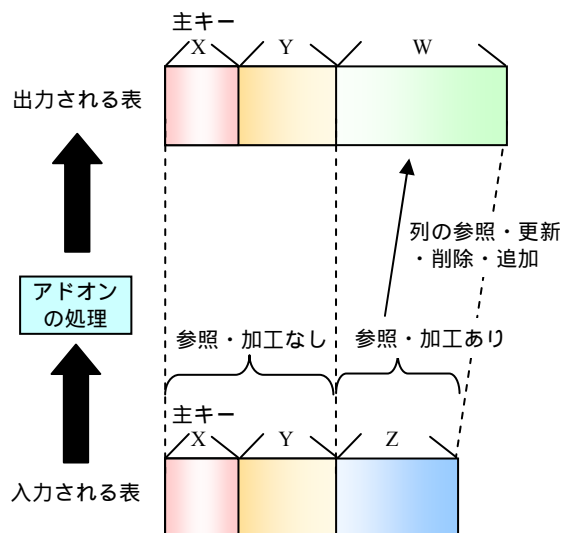 主キー
X Y W
出力される表
列の参照・更新
・削除・追加
アドオン
の処理
参照・加工なし 参照・加工あり
主キー
X Y Z
入力される表